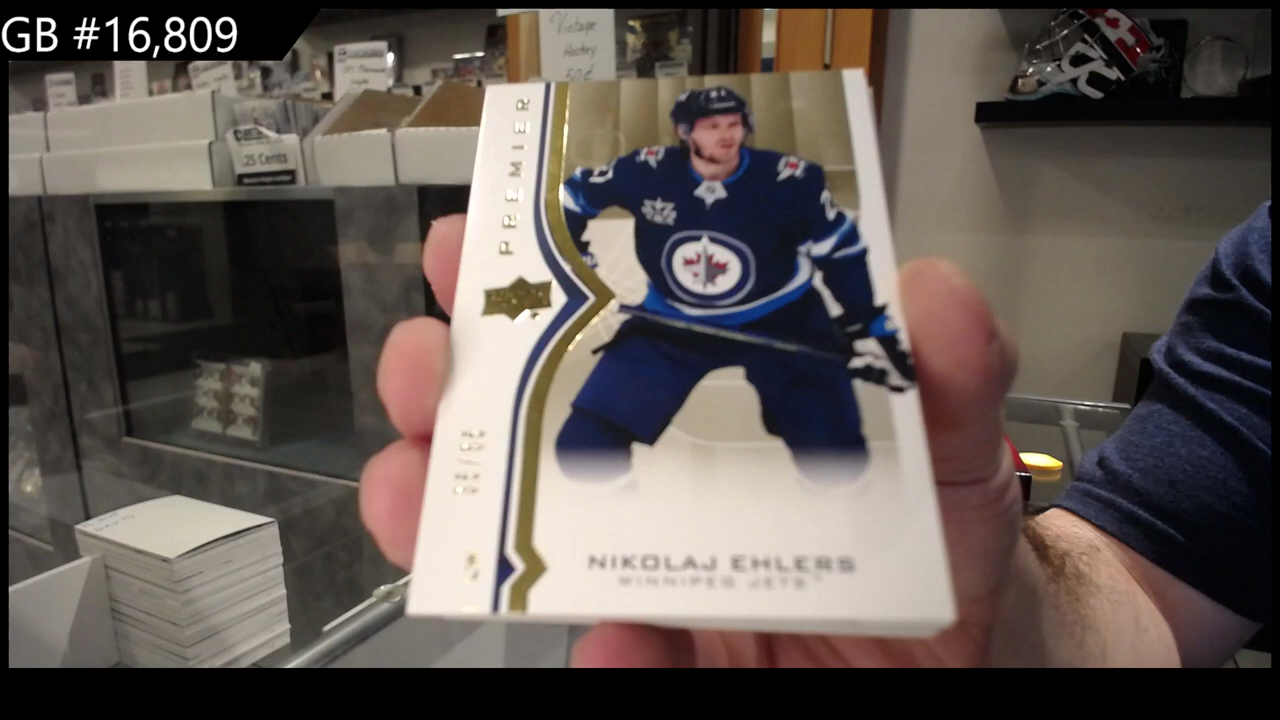 GB #16,809
Vintage
Hockey
50¢
25 Cents
PREMIER
NIKOLAJ EHLERS
WINNIPEG JETS